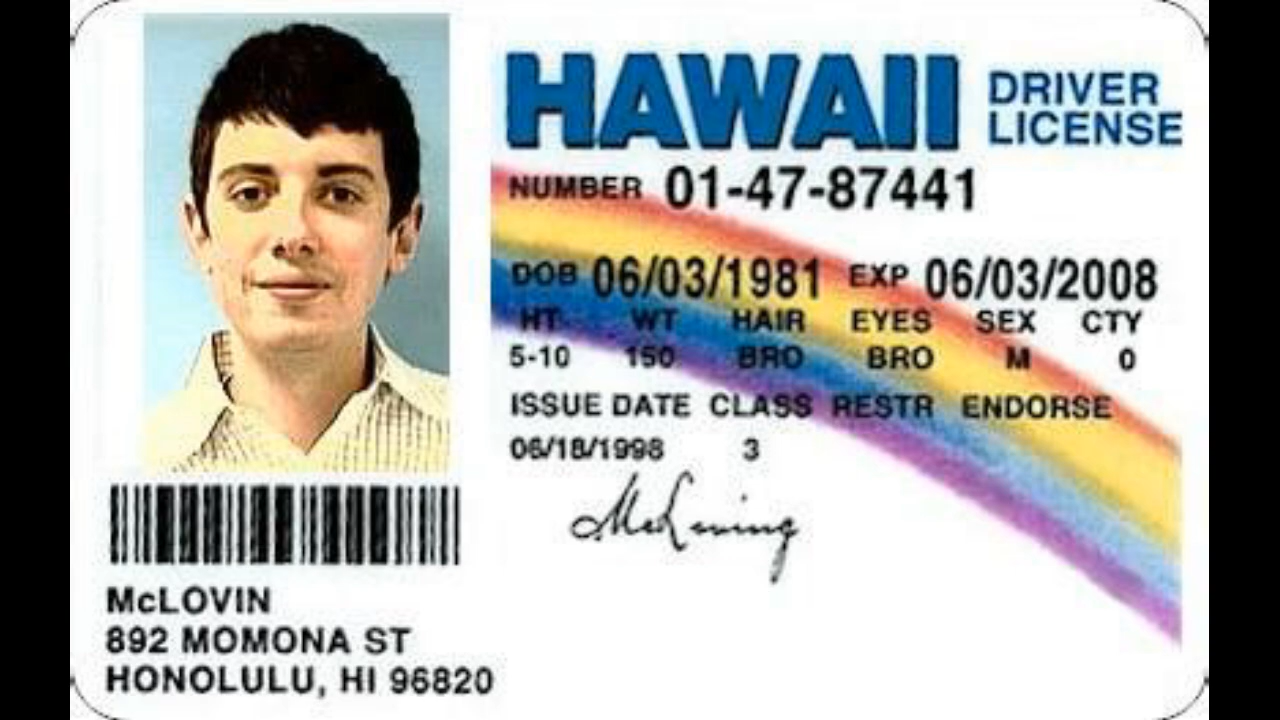 HAWAII DRIVER LICENSE
NUMBER 01-47-87441
DOB 06/03/1981 EXP 06/03/2008
HT WT HAIR EYES SEX CTY
5-10 150 BRO BRO M 0
ISSUE DATE CLASS RESTR ENDORSE
06/18/1998 3
McLoving
McLOVIN
892 MOMONA ST
HONOLULU, HI 96820